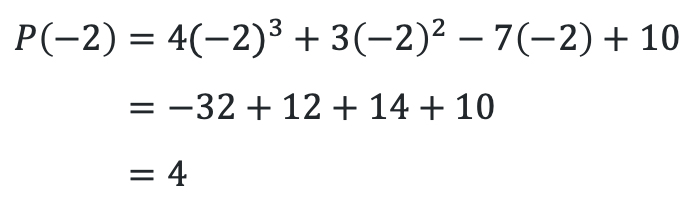 P(−2) = 4(−2)³ + 3(−2)² − 7(−2) + 10
= −32 + 12 + 14 + 10
= 4